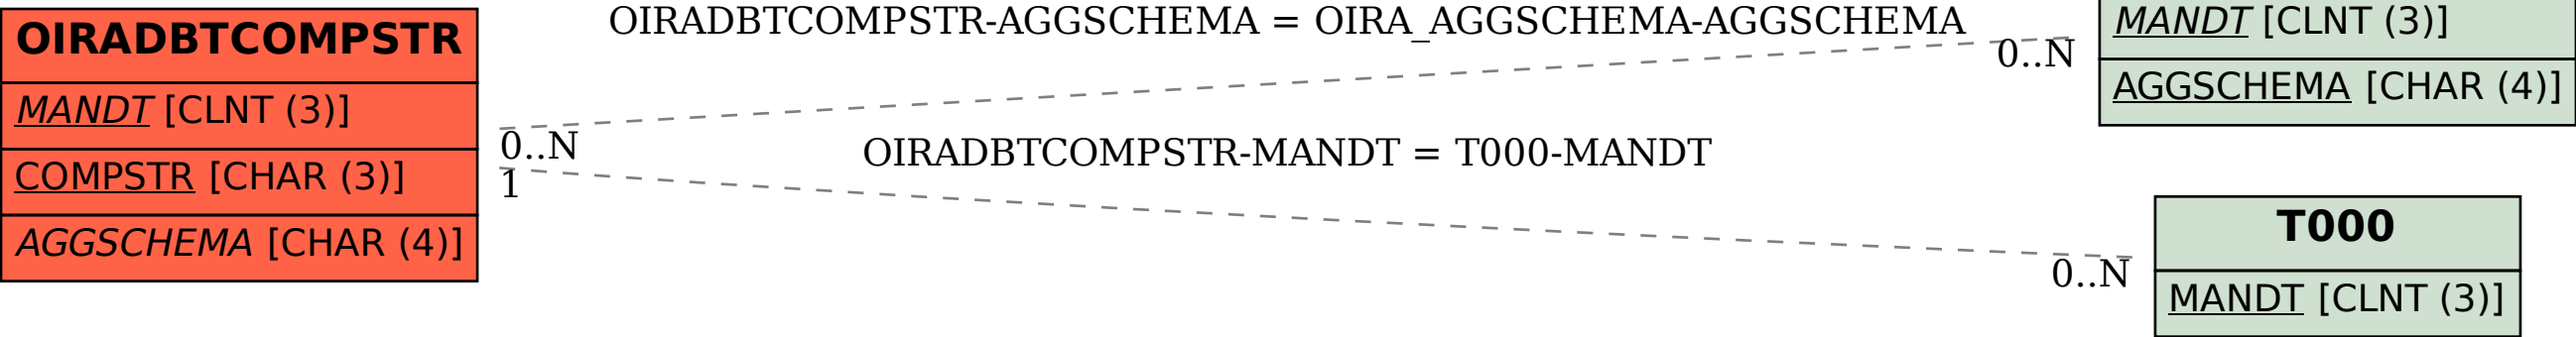 OIRADBTCOMPSTR
MANDT [CLNT (3)]
COMPSTR [CHAR (3)]
AGGSCHEMA [CHAR (4)]
OIRADBTCOMPSTR-AGGSCHEMA = OIRA_AGGSCHEMA-AGGSCHEMA
0..N
0..N
OIRADBTCOMPSTR-MANDT = T000-MANDT
1
0..N
MANDT [CLNT (3)]
AGGSCHEMA [CHAR (4)]
T000
MANDT [CLNT (3)]